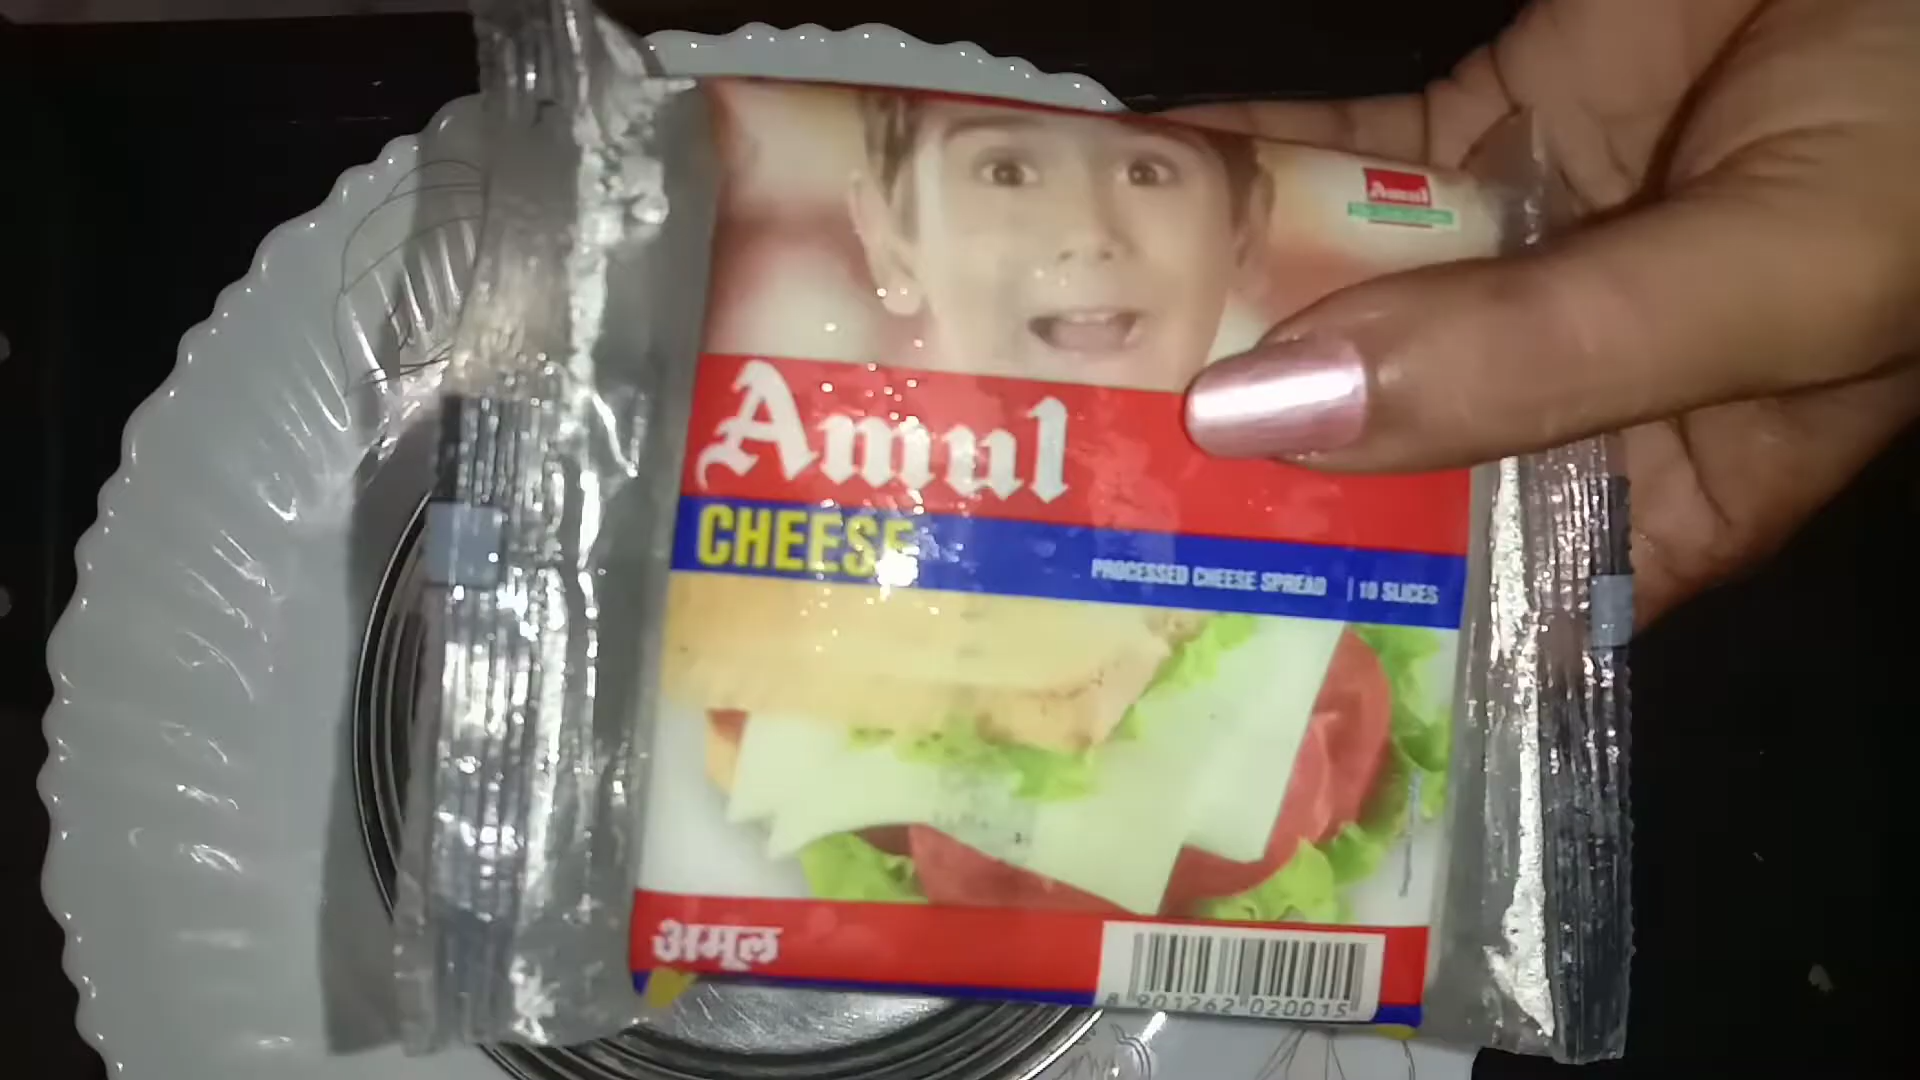 Amul
Amul
CHEESE
PROCESSED CHEESE SPREAD | 10 SLICES
अमूल
8 901262 020015